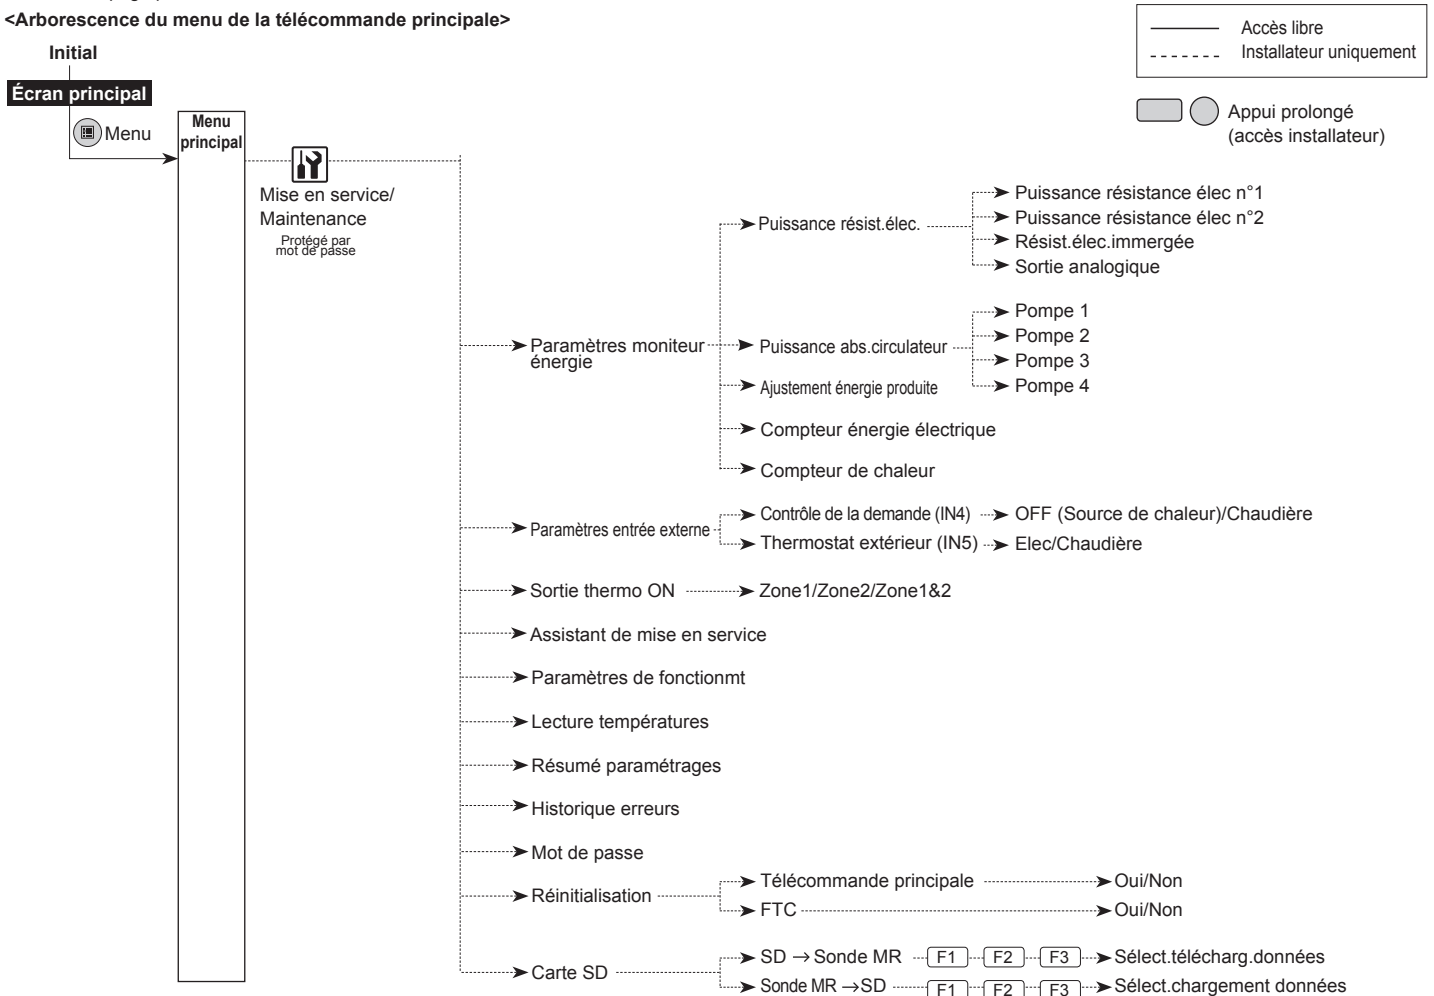 <Arborescence du menu de la télécommande principale>
Initial
Écran principal
Menu
Menu
principal
Accès libre
Installateur uniquement
Appui prolongé
(accès installateur)
Mise en service/
Maintenance
Protégé par
mot de passe
Paramètres moniteur
énergie
Puissance résist.élec.
Puissance résistance élec n°1
Puissance résistance élec n°2
Résist.élec.immergée
Sortie analogique
Puissance abs.circulateur
Pompe 1
Pompe 2
Pompe 3
Pompe 4
Ajustement énergie produite
Compteur énergie électrique
Compteur de chaleur
Paramètres entrée externe
Contrôle de la demande (IN4)
OFF (Source de chaleur)/Chaudière
Thermostat extérieur (IN5)
Elec/Chaudière
Sortie thermo ON
Zone1/Zone2/Zone1&2
Assistant de mise en service
Paramètres de fonctionmt
Lecture températures
Résumé paramétrages
Historique erreurs
Mot de passe
Réinitialisation
Télécommande principale
Oui/Non
FTC
Oui/Non
Carte SD
SD → Sonde MR
F1
F2
F3
Sélect.télécharg.données
Sonde MR →SD
F1
F2
F3
Sélect.chargement données